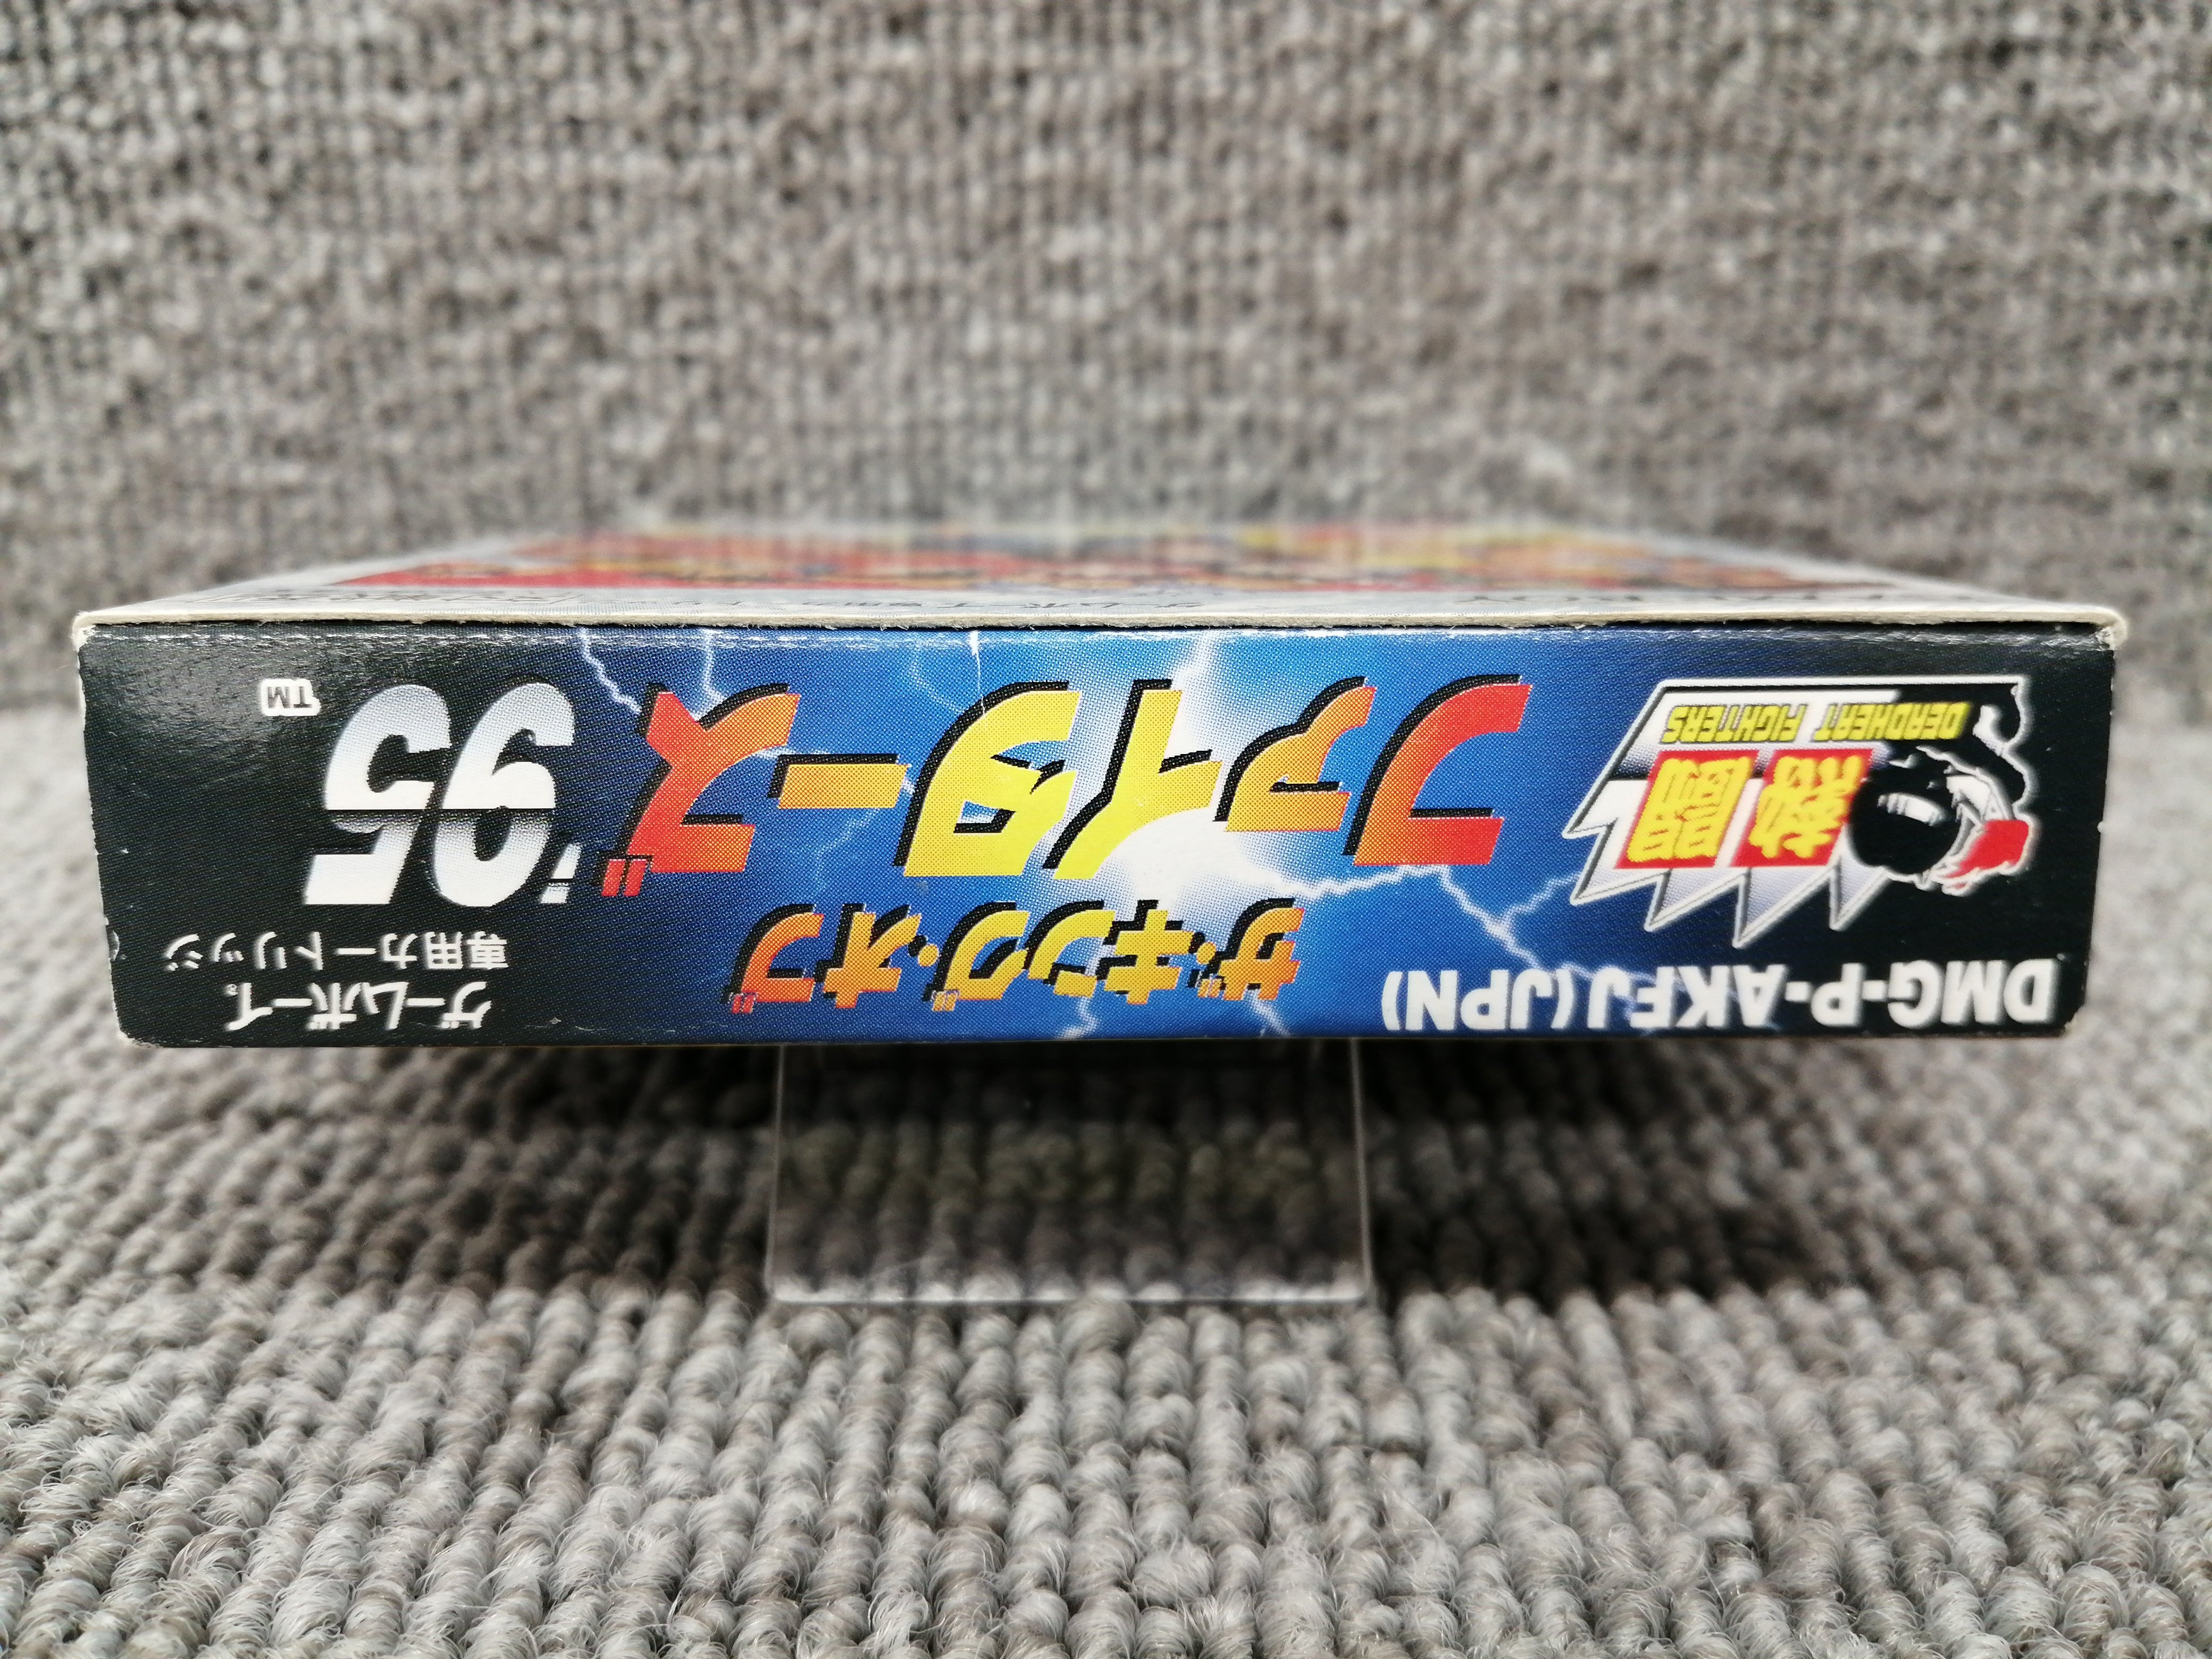 DMG-P-AKFJ(JPN)
熱闘
DEADHEAT FIGHTERS
ザ・キング・オブ
ファイターズ
'95
TM
ゲームボーイ®
専用カートリッジ